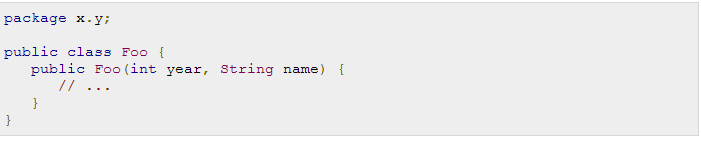 package x.y;
public class Foo {
public Foo(int year, String name) {
// ...
}
}